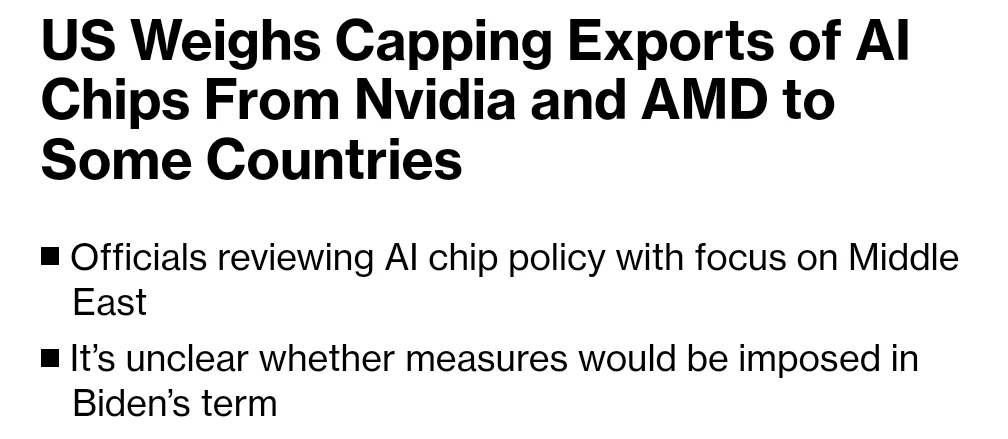 US Weighs Capping Exports of AI
Chips From Nvidia and AMD to
Some Countries
■ Officials reviewing AI chip policy with focus on Middle
East
■ It’s unclear whether measures would be imposed in
Biden’s term